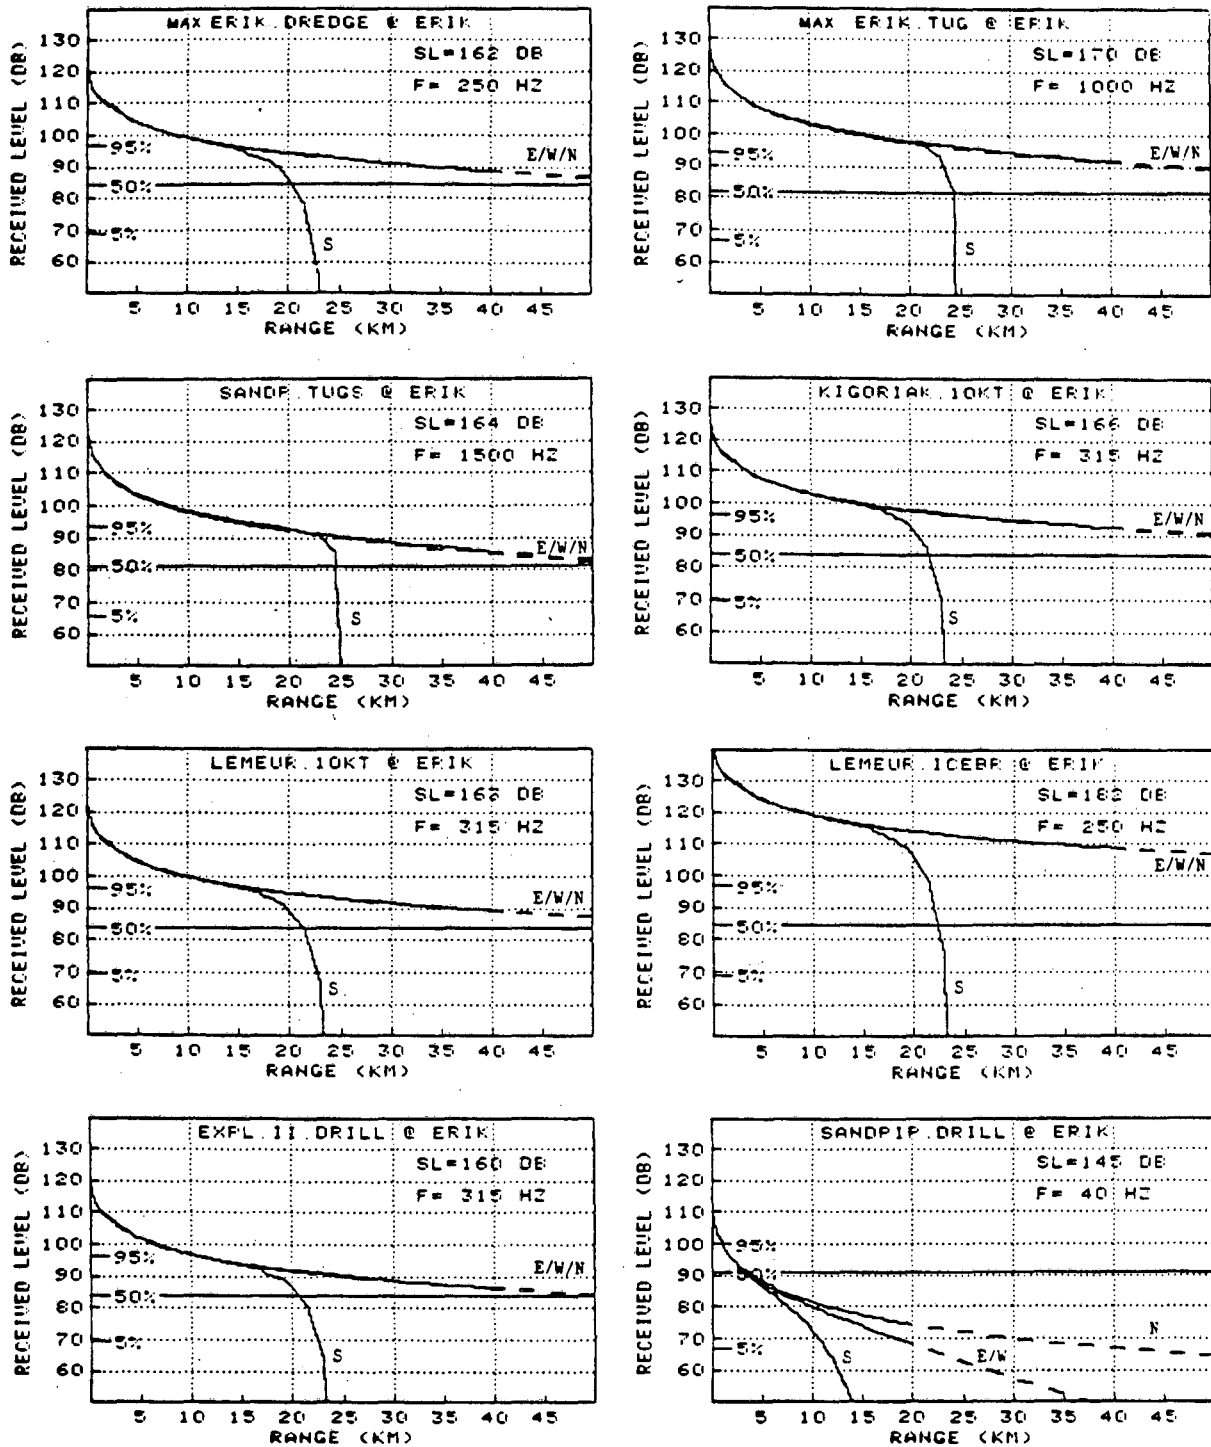 MAX ERIK.DREDGE @ ERIK
SL=162 DB
F= 250 HZ
RECEIVED LEVEL (DB)
130
120
110
100
90
80
70
60
95%
50%
5%
E/W/N
S
5 10 15 20 25 30 35 40 45
RANGE (KM)
MAX ERIK.TUG @ ERIK
SL=170 DB
F= 1000 HZ
RECEIVED LEVEL (DB)
130
120
110
100
90
80
70
60
95%
50%
5%
E/W/N
S
5 10 15 20 25 30 35 40 45
RANGE (KM)
SANDP.TUGS @ ERIK
SL=164 DB
F= 1500 HZ
RECEIVED LEVEL (DB)
130
120
110
100
90
80
70
60
95%
50%
5%
E/W/N
S
5 10 15 20 25 30 35 40 45
RANGE (KM)
KIGORIAK.10KT @ ERIK
SL=166 DB
F= 315 HZ
RECEIVED LEVEL (DB)
130
120
110
100
90
80
70
60
95%
50%
5%
E/W/N
S
5 10 15 20 25 30 35 40 45
RANGE (KM)
LEMEUR.10KT @ ERIK
SL=162 DB
F= 315 HZ
RECEIVED LEVEL (DB)
130
120
110
100
90
80
70
60
95%
50%
5%
E/W/N
S
5 10 15 20 25 30 35 40 45
RANGE (KM)
LEMEUR.ICEBR @ ERIK
SL=182 DB
F= 250 HZ
RECEIVED LEVEL (DB)
130
120
110
100
90
80
70
60
95%
50%
5%
E/W/N
S
5 10 15 20 25 30 35 40 45
RANGE (KM)
EXPL.II.DRILL @ ERIK
SL=160 DB
F= 315 HZ
RECEIVED LEVEL (DB)
130
120
110
100
90
80
70
60
95%
50%
5%
E/W/N
S
5 10 15 20 25 30 35 40 45
RANGE (KM)
SANDPIP.DRILL @ ERIK
SL=145 DB
F= 40 HZ
RECEIVED LEVEL (DB)
130
120
110
100
90
80
70
60
95%
50%
5%
N
E/W
S
5 10 15 20 25 30 35 40 45
RANGE (KM)